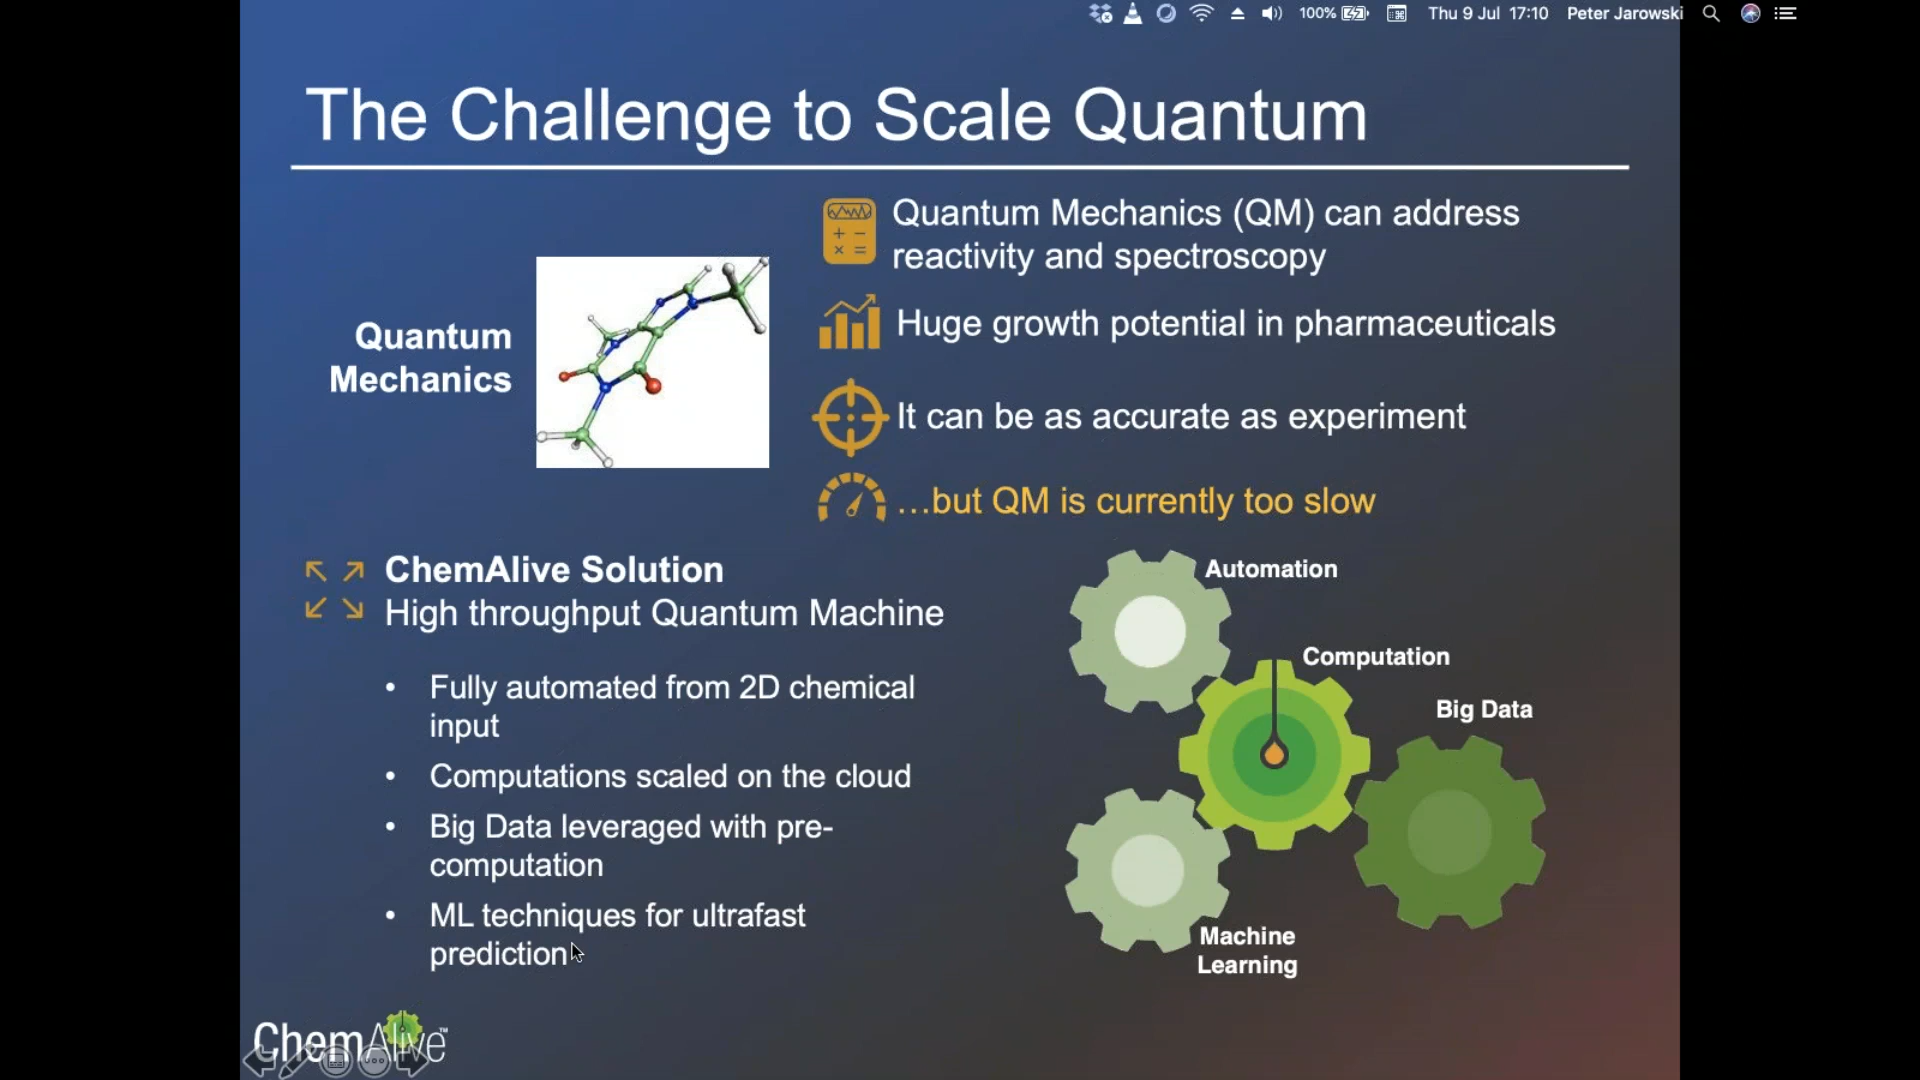 100% Thu 9 Jul 17:10 Peter Jarowski
The Challenge to Scale Quantum
Quantum
Mechanics
Quantum Mechanics (QM) can address
reactivity and spectroscopy
Huge growth potential in pharmaceuticals
It can be as accurate as experiment
...but QM is currently too slow
ChemAlive Solution
High throughput Quantum Machine
• Fully automated from 2D chemical
input
• Computations scaled on the cloud
• Big Data leveraged with pre-
computation
• ML techniques for ultrafast
prediction
Automation
Computation
Big Data
Machine
Learning
ChemAlive™